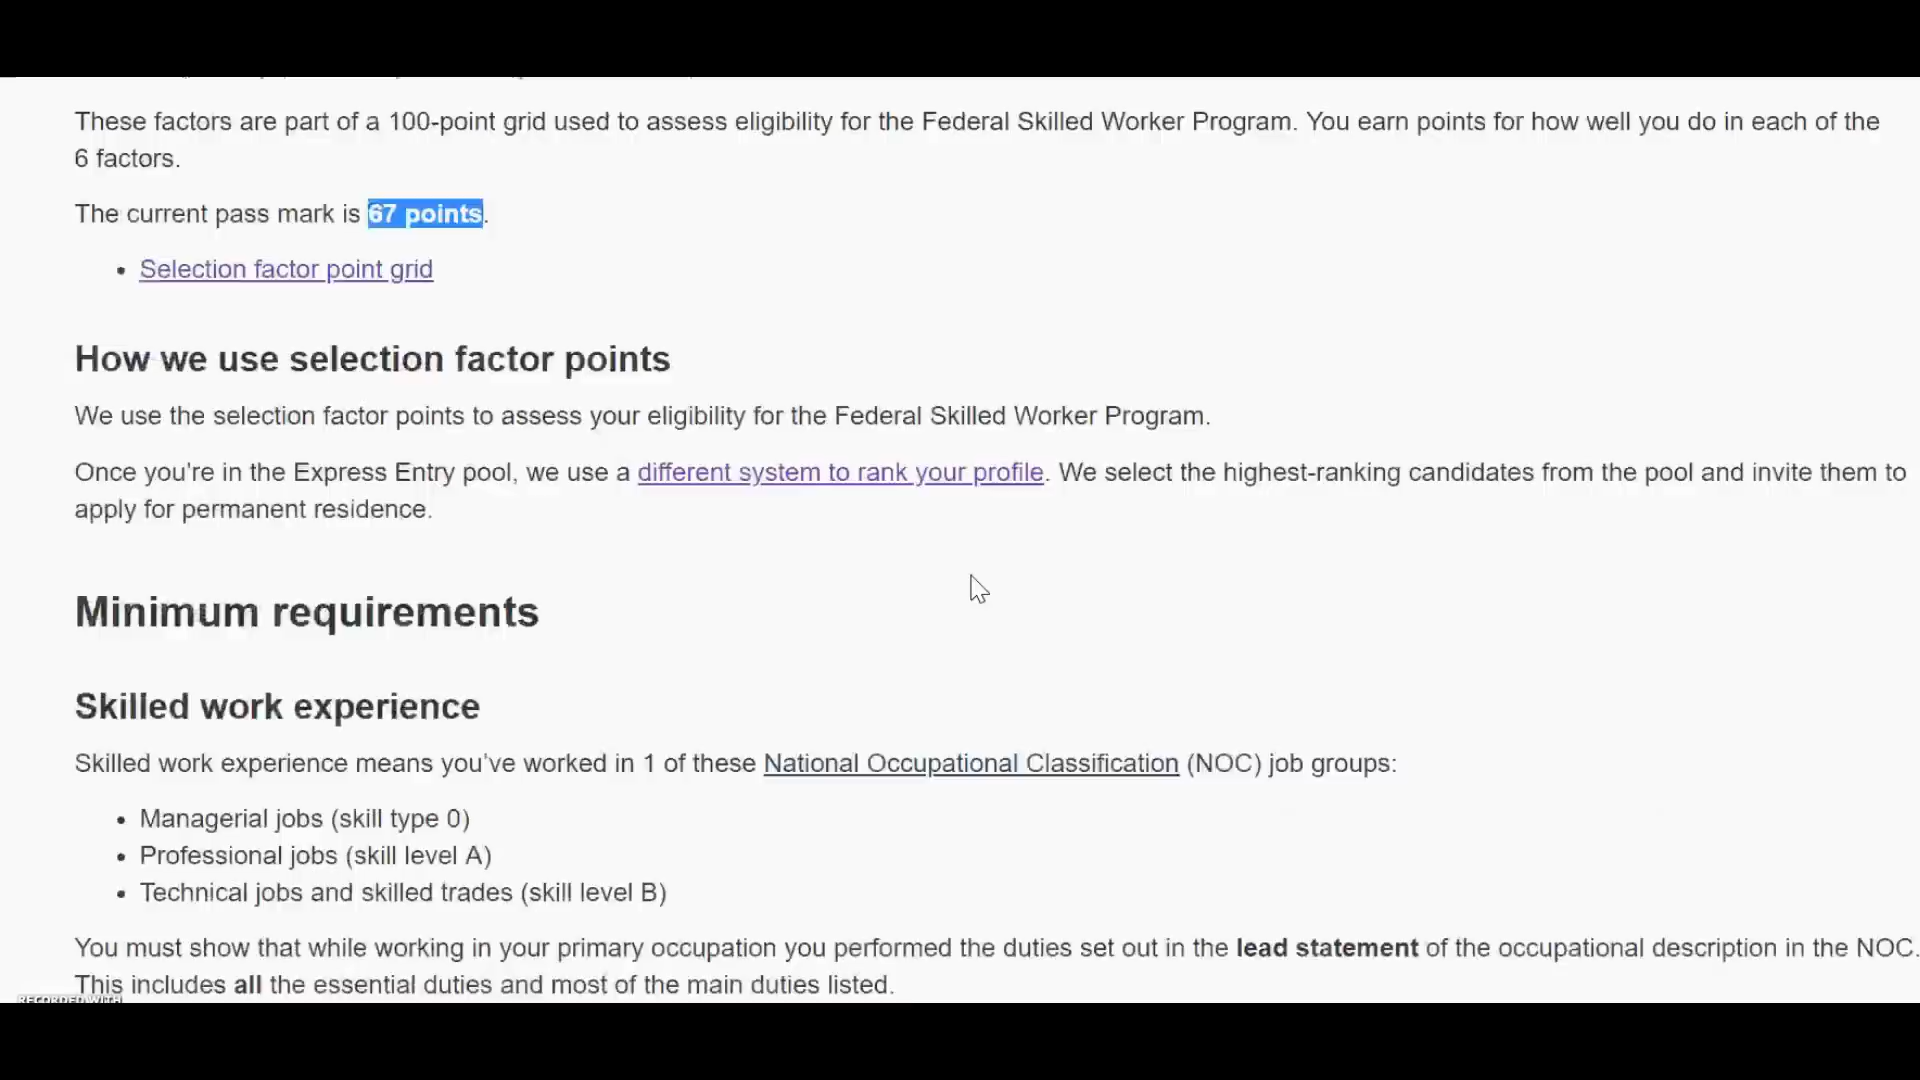 These factors are part of a 100-point grid used to assess eligibility for the Federal Skilled Worker Program. You earn points for how well you do in each of the
6 factors.
The current pass mark is 67 points.
• Selection factor point grid
How we use selection factor points
We use the selection factor points to assess your eligibility for the Federal Skilled Worker Program.
Once you're in the Express Entry pool, we use a different system to rank your profile. We select the highest-ranking candidates from the pool and invite them to
apply for permanent residence.
Minimum requirements
Skilled work experience
Skilled work experience means you've worked in 1 of these National Occupational Classification (NOC) job groups:
• Managerial jobs (skill type 0)
• Professional jobs (skill level A)
• Technical jobs and skilled trades (skill level B)
You must show that while working in your primary occupation you performed the duties set out in the lead statement of the occupational description in the NOC.
This includes all the essential duties and most of the main duties listed.
RECORDED WITH